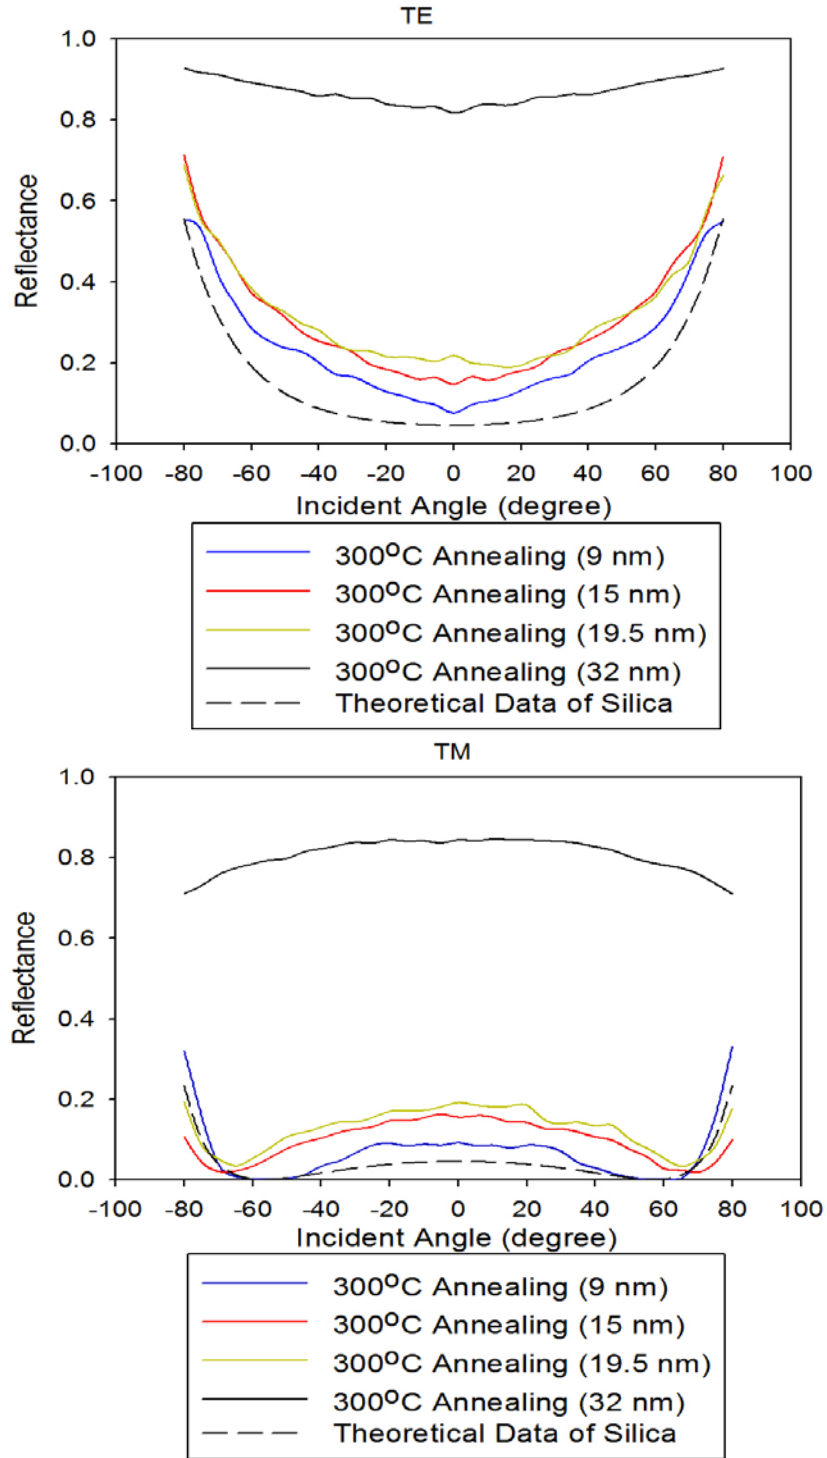 TE
1.0
0.8
0.6
0.4
0.2
0.0
Reflectance
-100 -80 -60 -40 -20 0 20 40 60 80 100
Incident Angle (degree)
300ºC Annealing (9 nm)
300ºC Annealing (15 nm)
300ºC Annealing (19.5 nm)
300ºC Annealing (32 nm)
Theoretical Data of Silica
TM
1.0
0.8
0.6
0.4
0.2
0.0
Reflectance
-100 -80 -60 -40 -20 0 20 40 60 80 100
Incident Angle (degree)
300ºC Annealing (9 nm)
300ºC Annealing (15 nm)
300ºC Annealing (19.5 nm)
300ºC Annealing (32 nm)
Theoretical Data of Silica